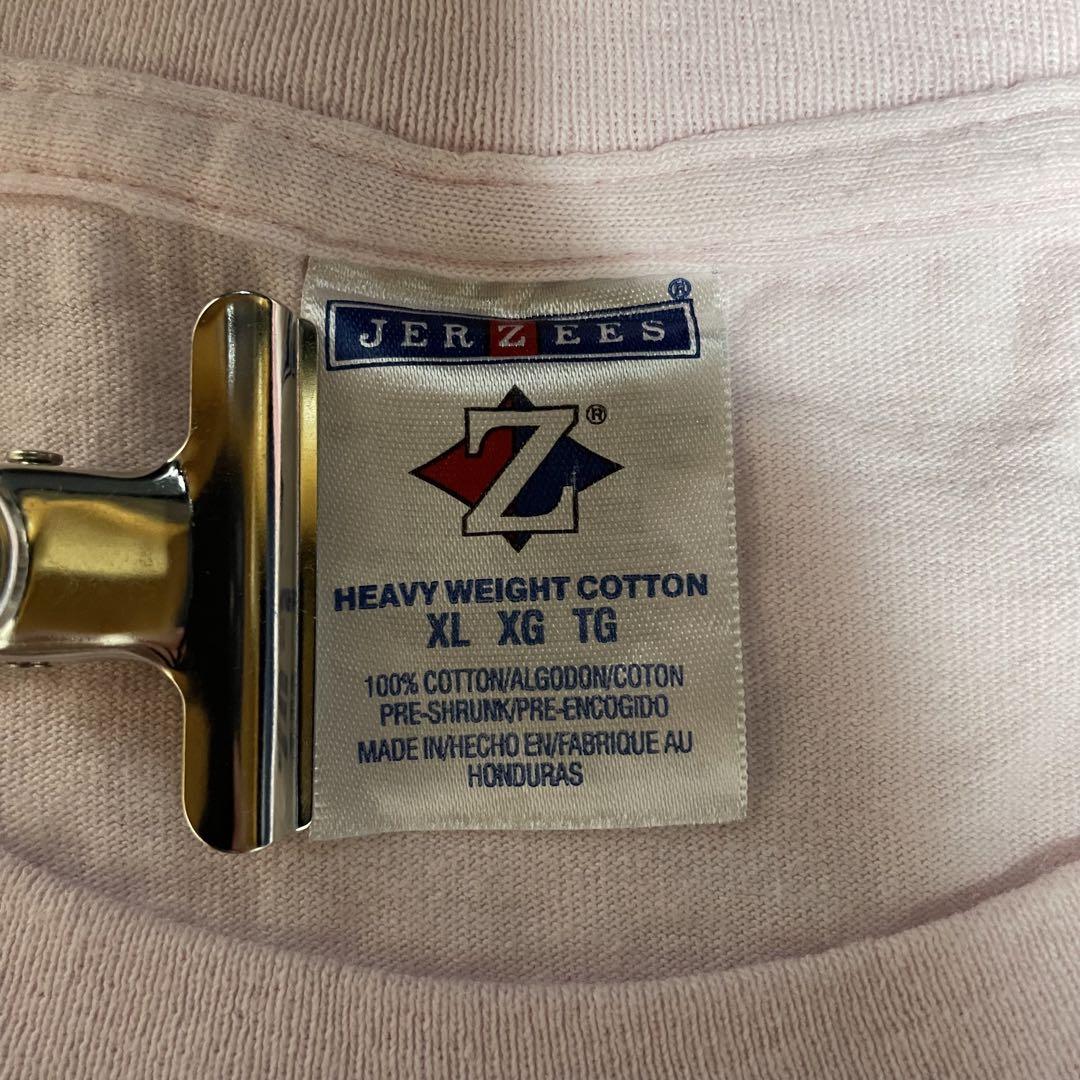 JERZEES®
Z®
HEAVY WEIGHT COTTON
XL XG TG
100% COTTON/ALGODON/COTON
PRE-SHRUNK/PRE-ENCOGIDO
MADE IN/HECHO EN/FABRIQUE AU
HONDURAS